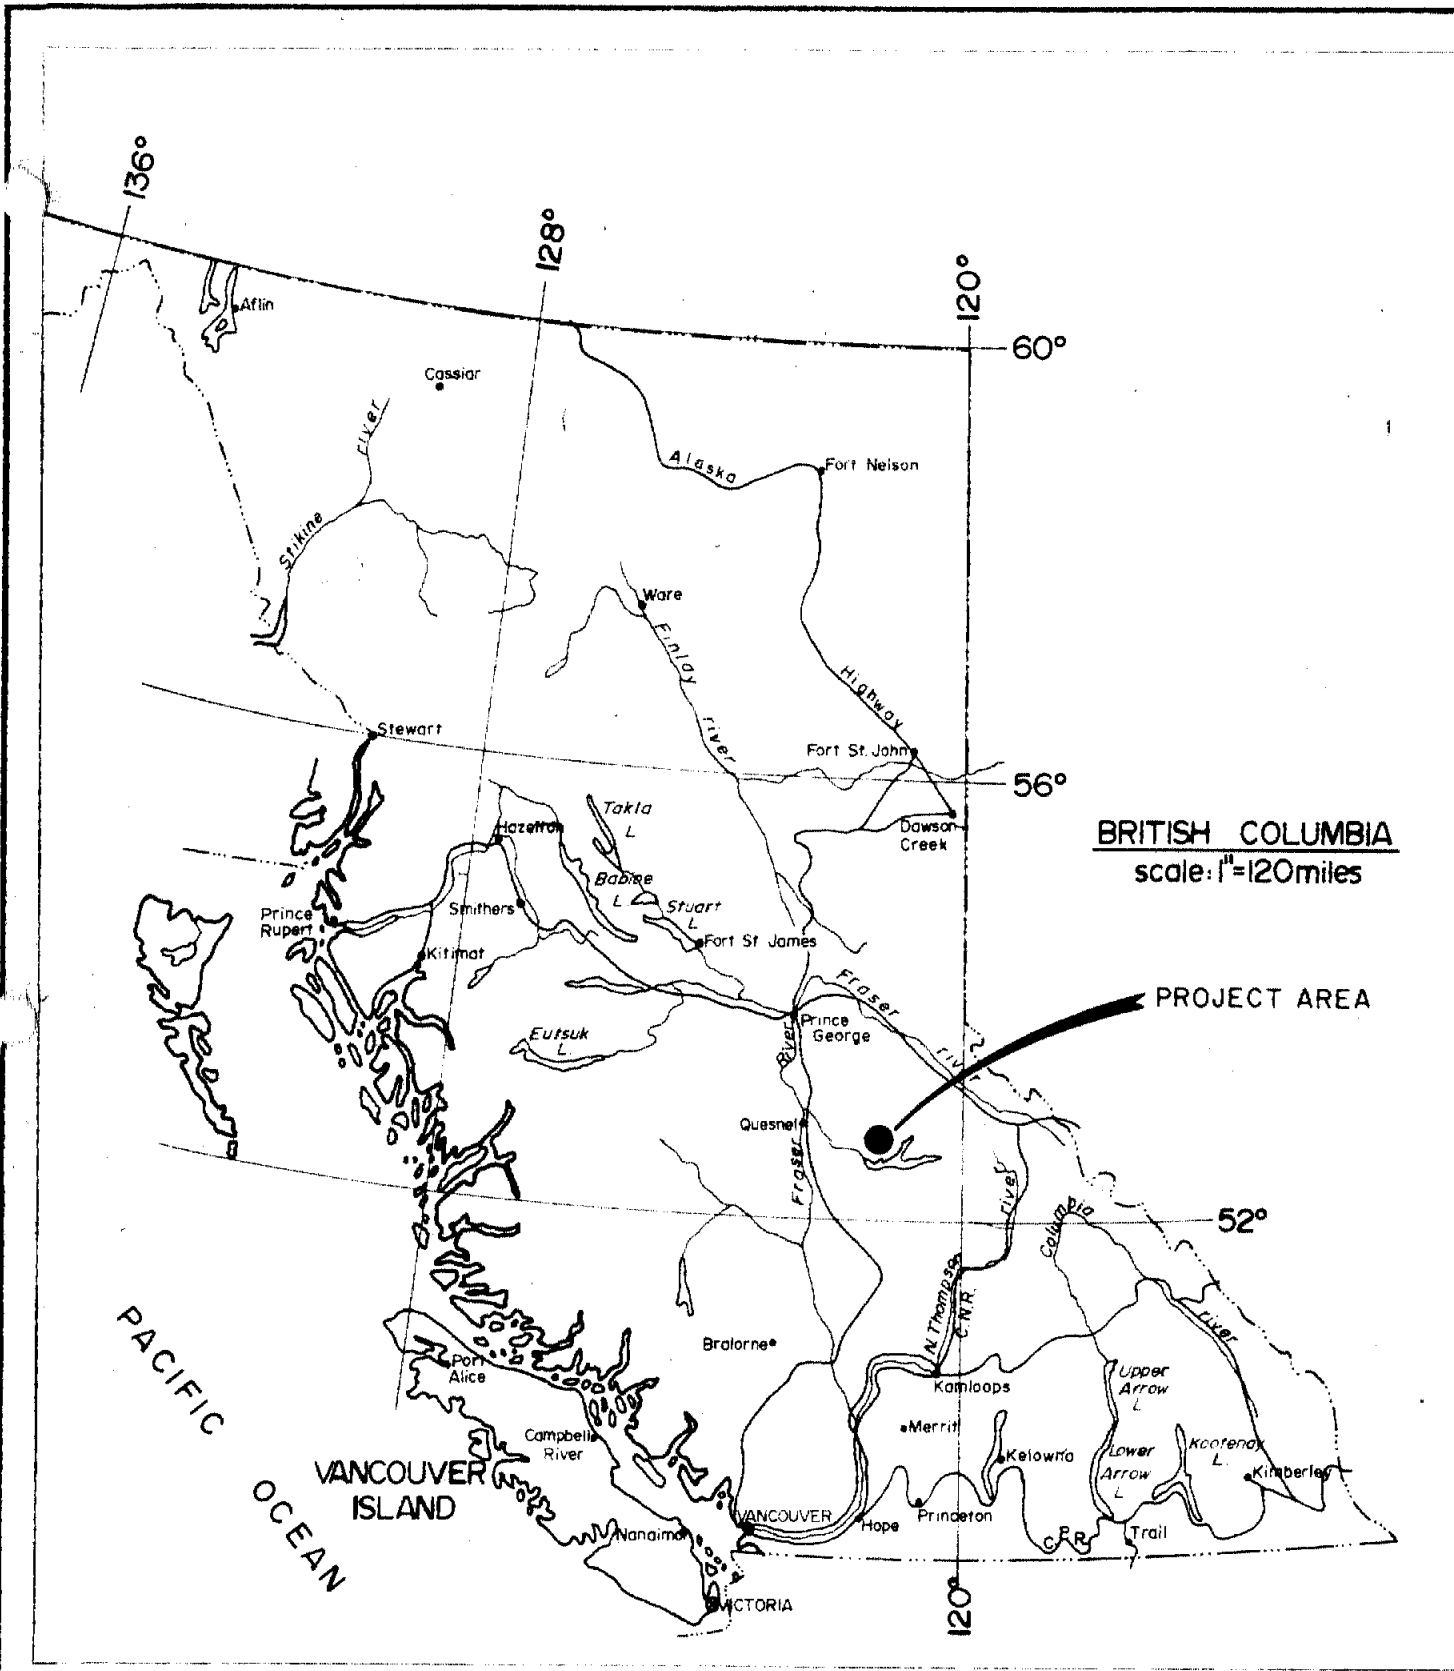 136°
128°
120°
Atlin
60°
Cassiar
river
Alaska
Fort Nelson
Stikine
Ware
Finlay
river
Highway
Stewart
Fort St. John
56°
Takla
L
Hazelton
Dawson
Creek
BRITISH COLUMBIA
scale: 1"=120miles
Babine
L
Stuart
L
Smithers
Prince
Rupert
Kitimat
Fort St James
Fraser
river
PROJECT AREA
Prince
George
River
Eutsuk
L
Quesnel
Fraser
river
52°
Columbia
river
N. Thompson
C.N.R.
PACIFIC
OCEAN
Bralorne
Port
Alice
Kamloops
Upper
Arrow
L
Merritt
Campbell
River
Kelowna
Lower
Arrow
L
Kootenay
L
Kimberley
VANCOUVER
ISLAND
VANCOUVER
Hope
Princeton
C.P.R.
Trail
Nanaimo
VICTORIA
120°